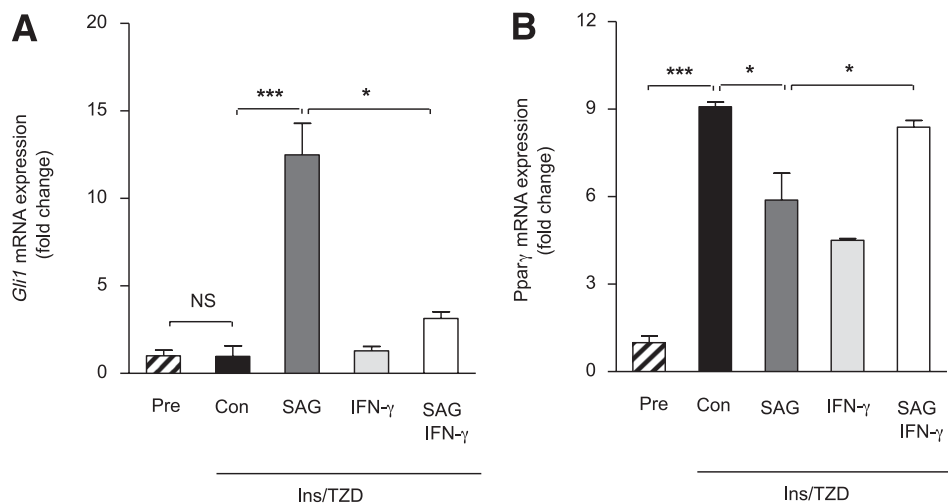 A
Gli1 mRNA expression
(fold change)
20
15
10
5
0
***
*
NS
Pre
Con
SAG
IFN-γ
SAG
IFN-γ
Ins/TZD
B
Pparγ mRNA expression
(fold change)
12
9
6
3
0
***
*
*
Pre
Con
SAG
IFN-γ
SAG
IFN-γ
Ins/TZD